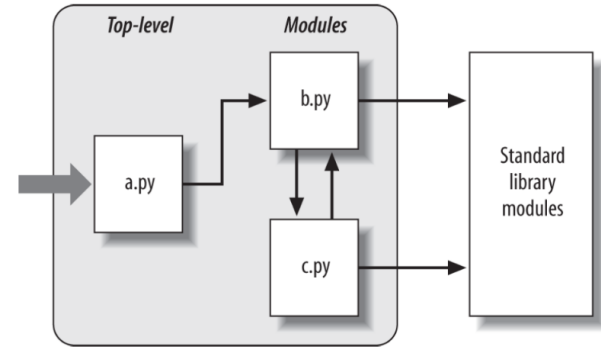 Top-level
Modules
a.py
b.py
c.py
Standard
library
modules